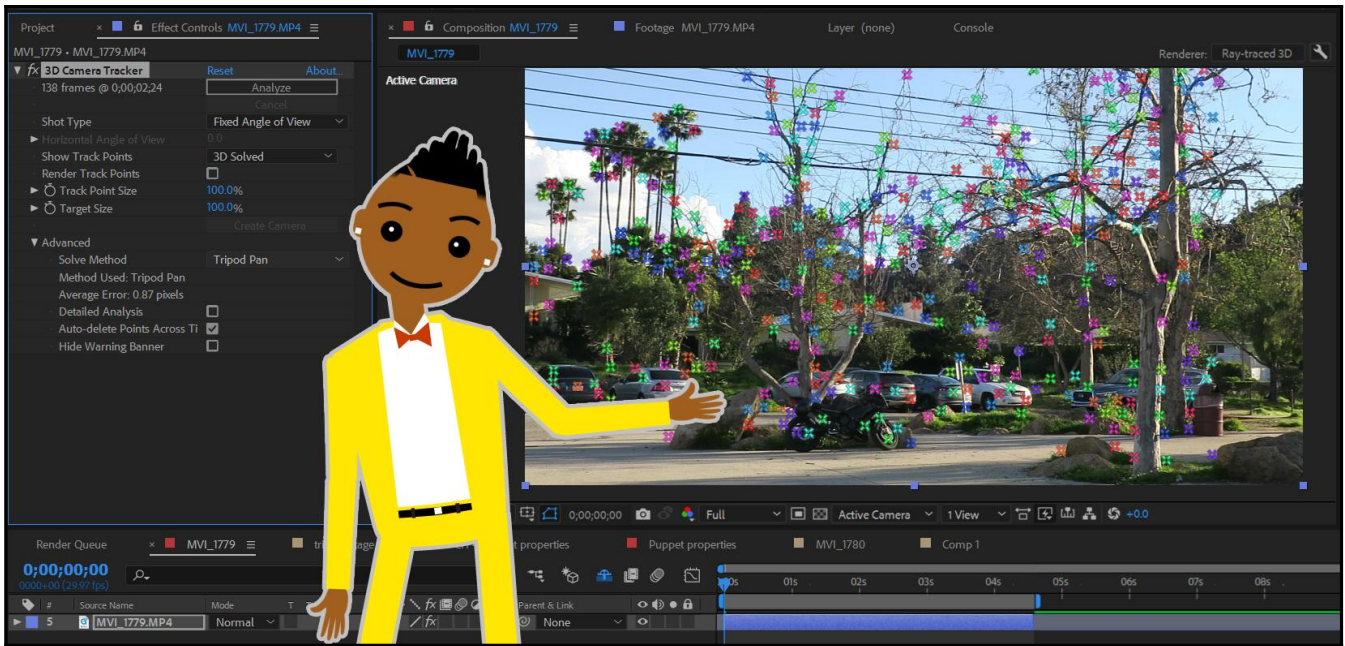 Project × Effect Controls MVI_1779.MP4
× Composition MVI_1779 Footage MVI_1779.MP4 Layer (none) Console
MVI_1779 • MVI_1779.MP4
MVI_1779 Renderer: Ray-traced 3D
fx 3D Camera Tracker Reset About...
Active Camera
138 frames @ 0;00;02;24 Analyze
Cancel
Shot Type Fixed Angle of View
Horizontal Angle of View 0.0
Show Track Points 3D Solved
Render Track Points
Track Point Size 100.0%
Target Size 100.0%
Create Camera
Advanced
Solve Method Tripod Pan
Method Used: Tripod Pan
Average Error: 0.87 pixels
Detailed Analysis
Auto-delete Points Across Ti
Hide Warning Banner
0;00;00;00 Full Active Camera 1 View +0.0
Render Queue × MVI_1779 properties Puppet properties MVI_1780 Comp 1
0;00;00;00
0000+00 (29.97 fps)
01s 02s 03s 04s 05s 06s 07s 08s
# Source Name Mode T fx Parent & Link
5 MVI_1779.MP4 Normal fx None